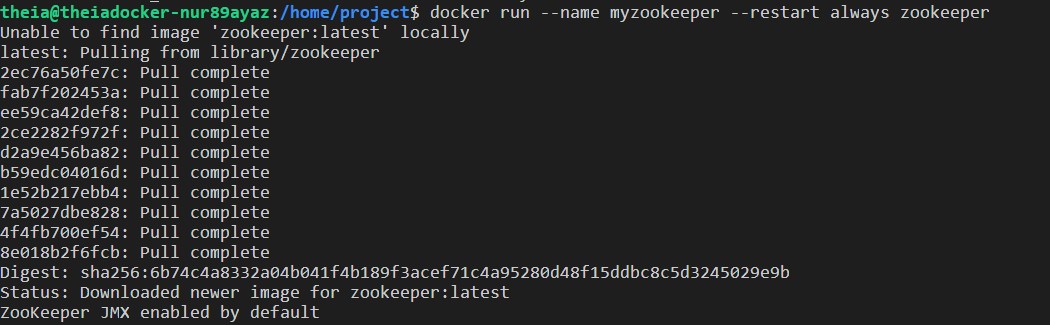 theia@theiadocker-nur89ayaz:/home/project$ docker run --name myzookeeper --restart always zookeeper
Unable to find image 'zookeeper:latest' locally
latest: Pulling from library/zookeeper
2ec76a50fe7c: Pull complete
fab7f202453a: Pull complete
ee59ca42def8: Pull complete
2ce2282f972f: Pull complete
d2a9e456ba82: Pull complete
b59edc04016d: Pull complete
1e52b217ebb4: Pull complete
7a5027dbe828: Pull complete
4f4fb700ef54: Pull complete
8e018b2f6fcb: Pull complete
Digest: sha256:6b74c4a8332a04b041f4b189f3acef71c4a95280d48f15ddbc8c5d3245029e9b
Status: Downloaded newer image for zookeeper:latest
ZooKeeper JMX enabled by default